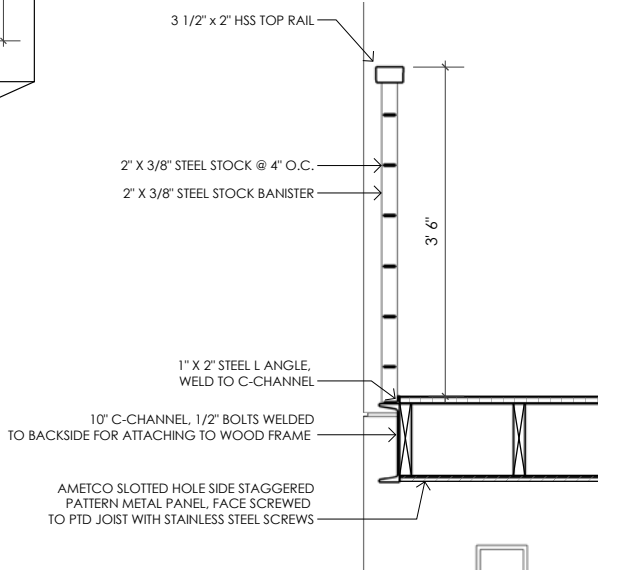 3 1/2" x 2" HSS TOP RAIL
2" X 3/8" STEEL STOCK @ 4" O.C.
2" X 3/8" STEEL STOCK BANISTER
3' 6"
1" X 2" STEEL L ANGLE,
WELD TO C-CHANNEL
10" C-CHANNEL, 1/2" BOLTS WELDED
TO BACKSIDE FOR ATTACHING TO WOOD FRAME
AMETCO SLOTTED HOLE SIDE STAGGERED
PATTERN METAL PANEL, FACE SCREWED
TO PTD JOIST WITH STAINLESS STEEL SCREWS